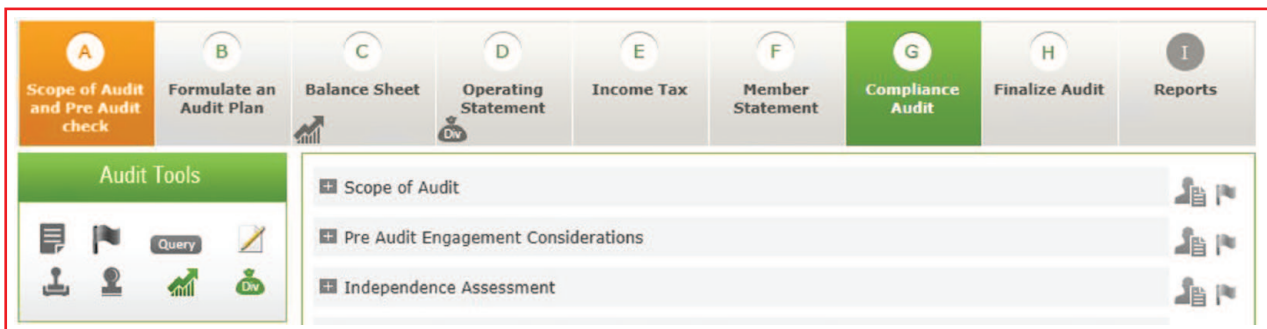 A
Scope of Audit
and Pre Audit
check
B
Formulate an
Audit Plan
C
Balance Sheet
D
Operating
Statement
Div
E
Income Tax
F
Member
Statement
G
Compliance
Audit
H
Finalize Audit
I
Reports
Audit Tools
Query
Div
Scope of Audit
Pre Audit Engagement Considerations
Independence Assessment